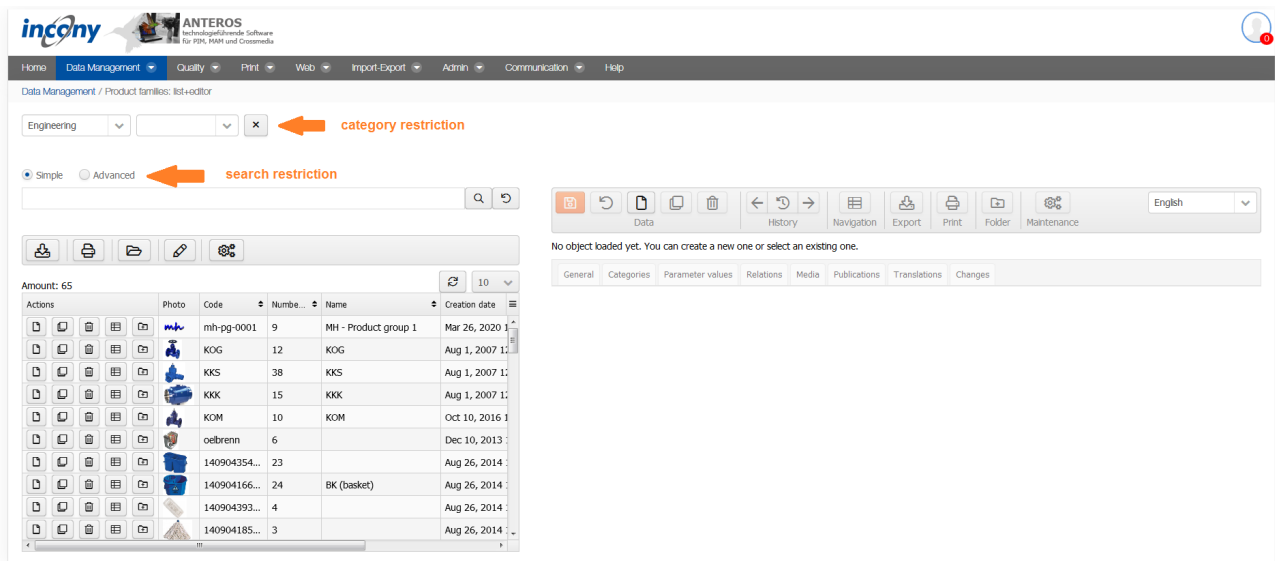 incony
ANTEROS
technologieführende Software
für PIM, MAM und Crossmedia
0
Home Data Management Quality Print Web Import-Export Admin Communication Help
Data Management / Product families: list+editor
Engineering
category restriction
Simple Advanced
search restriction
English
Data History Navigation Export Print Folder Maintenance
No object loaded yet. You can create a new one or select an existing one.
General Categories Parameter values Relations Media Publications Translations Changes
Amount: 65
10
Actions Photo Code Numbe... Name Creation date
mh mh-pg-0001 9 MH - Product group 1 Mar 26, 2020 1
KOG 12 KOG Aug 1, 2007 12
KKS 38 KKS Aug 1, 2007 12
KKK 15 KKK Aug 1, 2007 12
KOM 10 KOM Oct 10, 2016 1
oelbrenn 6 Dec 10, 2013
140904354... 23 Aug 26, 2014
140904166... 24 BK (basket) Aug 26, 2014
140904393... 4 Aug 26, 2014
140904185... 3 Aug 26, 2014